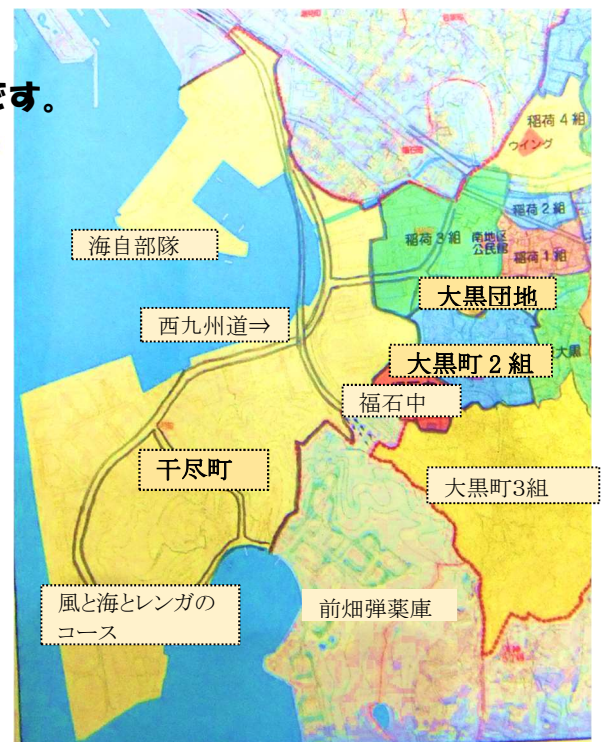 です。
稲荷4組
ウイング
稲荷2組
稲荷3組
南地区
公民館
稲荷1組
海自部隊
大黒団地
西九州道⇒
大黒町2組
大黒
福石中
干尽町
大黒町3組
風と海とレンガの
コース
前畑弾薬庫